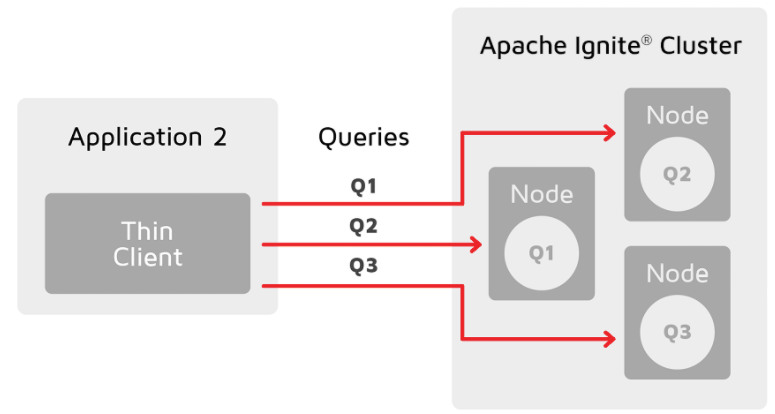 Apache Ignite® Cluster
Application 2
Queries
Thin
Client
Q1
Q2
Q3
Node
Q2
Node
Q1
Node
Q3